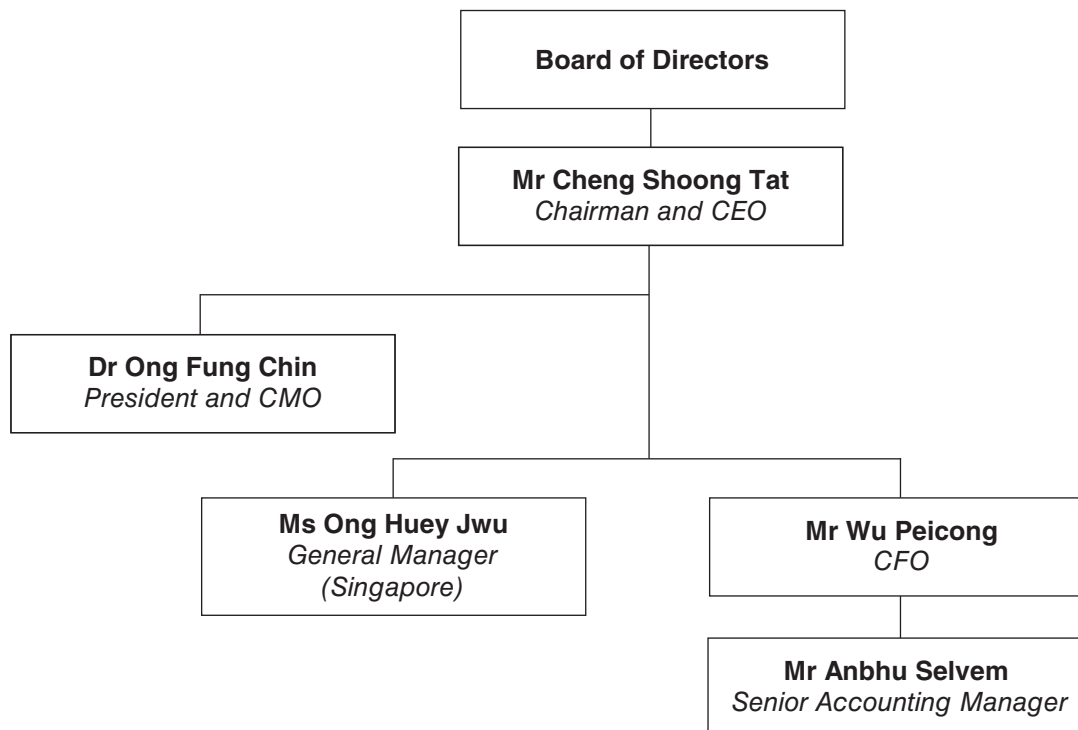 Board of Directors
Mr Cheng Shoong Tat
Chairman and CEO
Dr Ong Fung Chin
President and CMO
Ms Ong Huey Jwu
General Manager
(Singapore)
Mr Wu Peicong
CFO
Mr Anbhu Selvem
Senior Accounting Manager